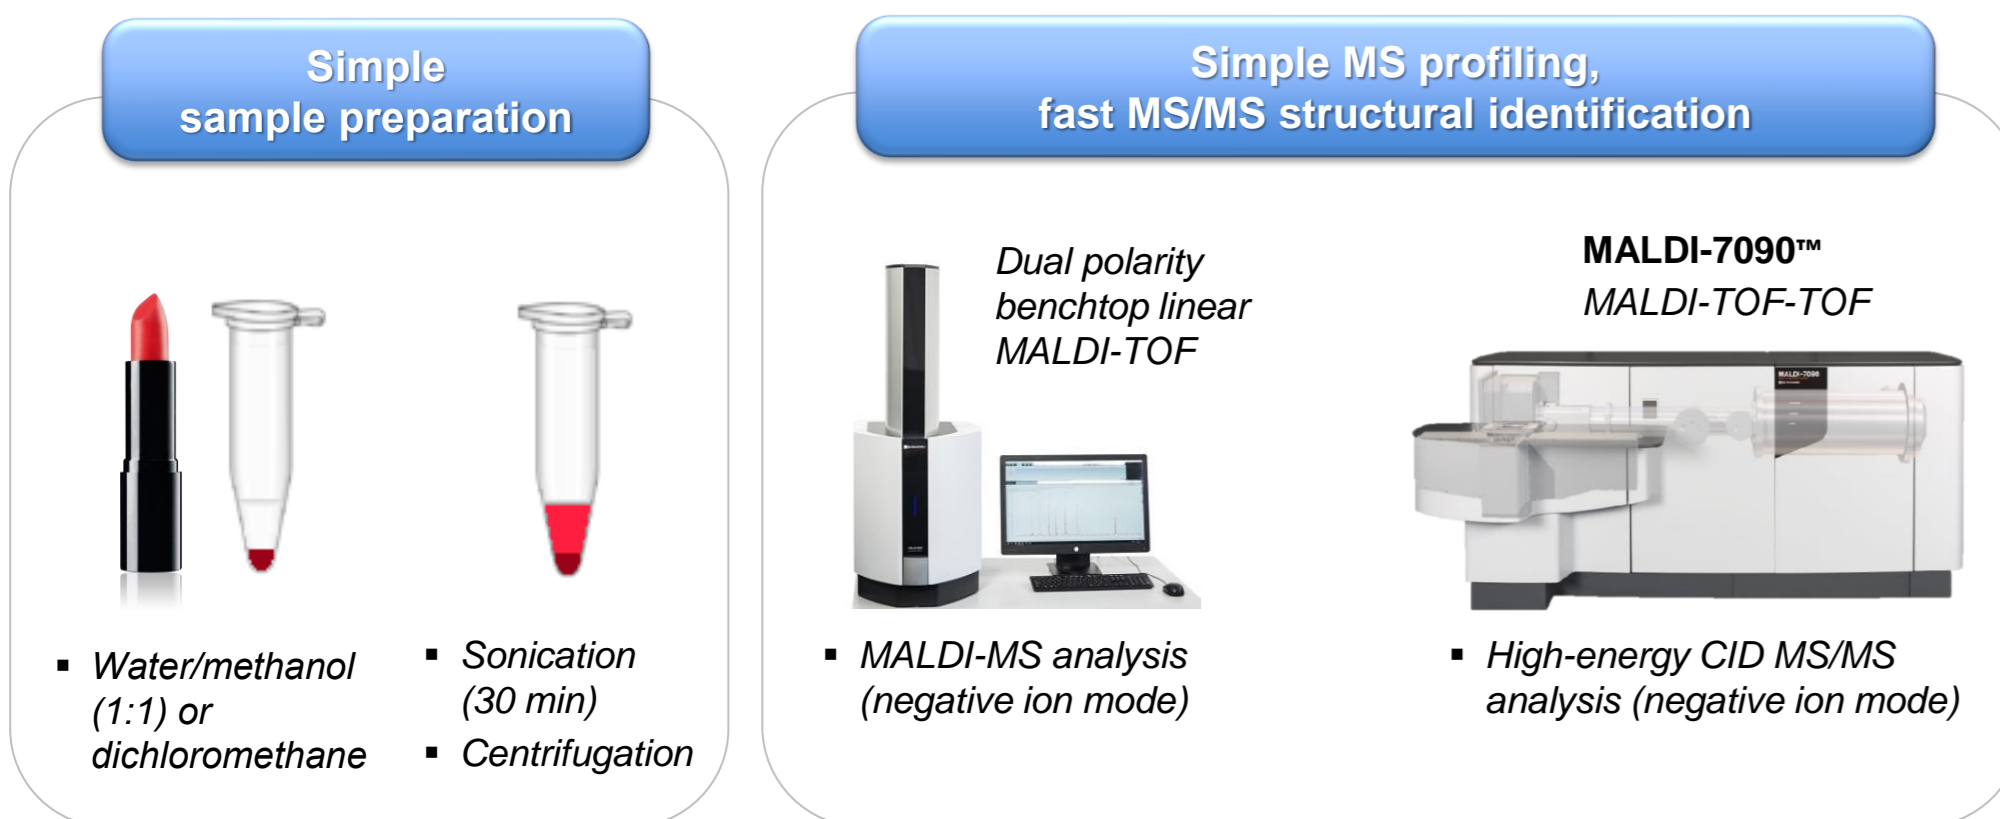 Simple
sample preparation
Simple MS profiling,
fast MS/MS structural identification
Dual polarity
benchtop linear
MALDI-TOF
MALDI-7090™
MALDI-TOF-TOF
MALDI-7090
▪ Water/methanol
(1:1) or
dichloromethane
▪ Sonication
(30 min)
▪ Centrifugation
▪ MALDI-MS analysis
(negative ion mode)
▪ High-energy CID MS/MS
analysis (negative ion mode)